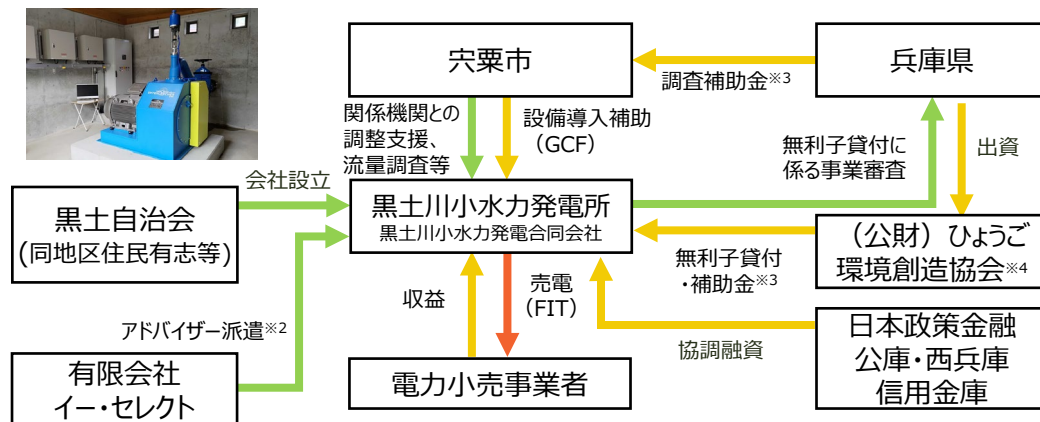 宍粟市
兵庫県
調査補助金※3
関係機関との
調整支援、
流量調査等
設備導入補助
(GCF)
無利子貸付に
係る事業審査
出資
会社設立
黒土自治会
(同地区住民有志等)
黒土川小水力発電所
黒土川小水力発電合同会社
(公財)ひょうご
環境創造協会※4
無利子貸付
・補助金※3
収益
売電
(FIT)
アドバイザー派遣※2
協調融資
有限会社
イー・セレクト
電力小売事業者
日本政策金融
公庫・西兵庫
信用金庫